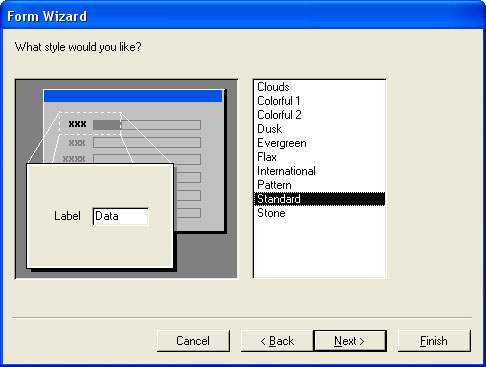 Form Wizard
What style would you like?
xxx
xxx
xxxx
Label Data
Clouds
Colorful 1
Colorful 2
Dusk
Evergreen
Flax
International
Pattern
Standard
Stone
Cancel < Back Next > Finish